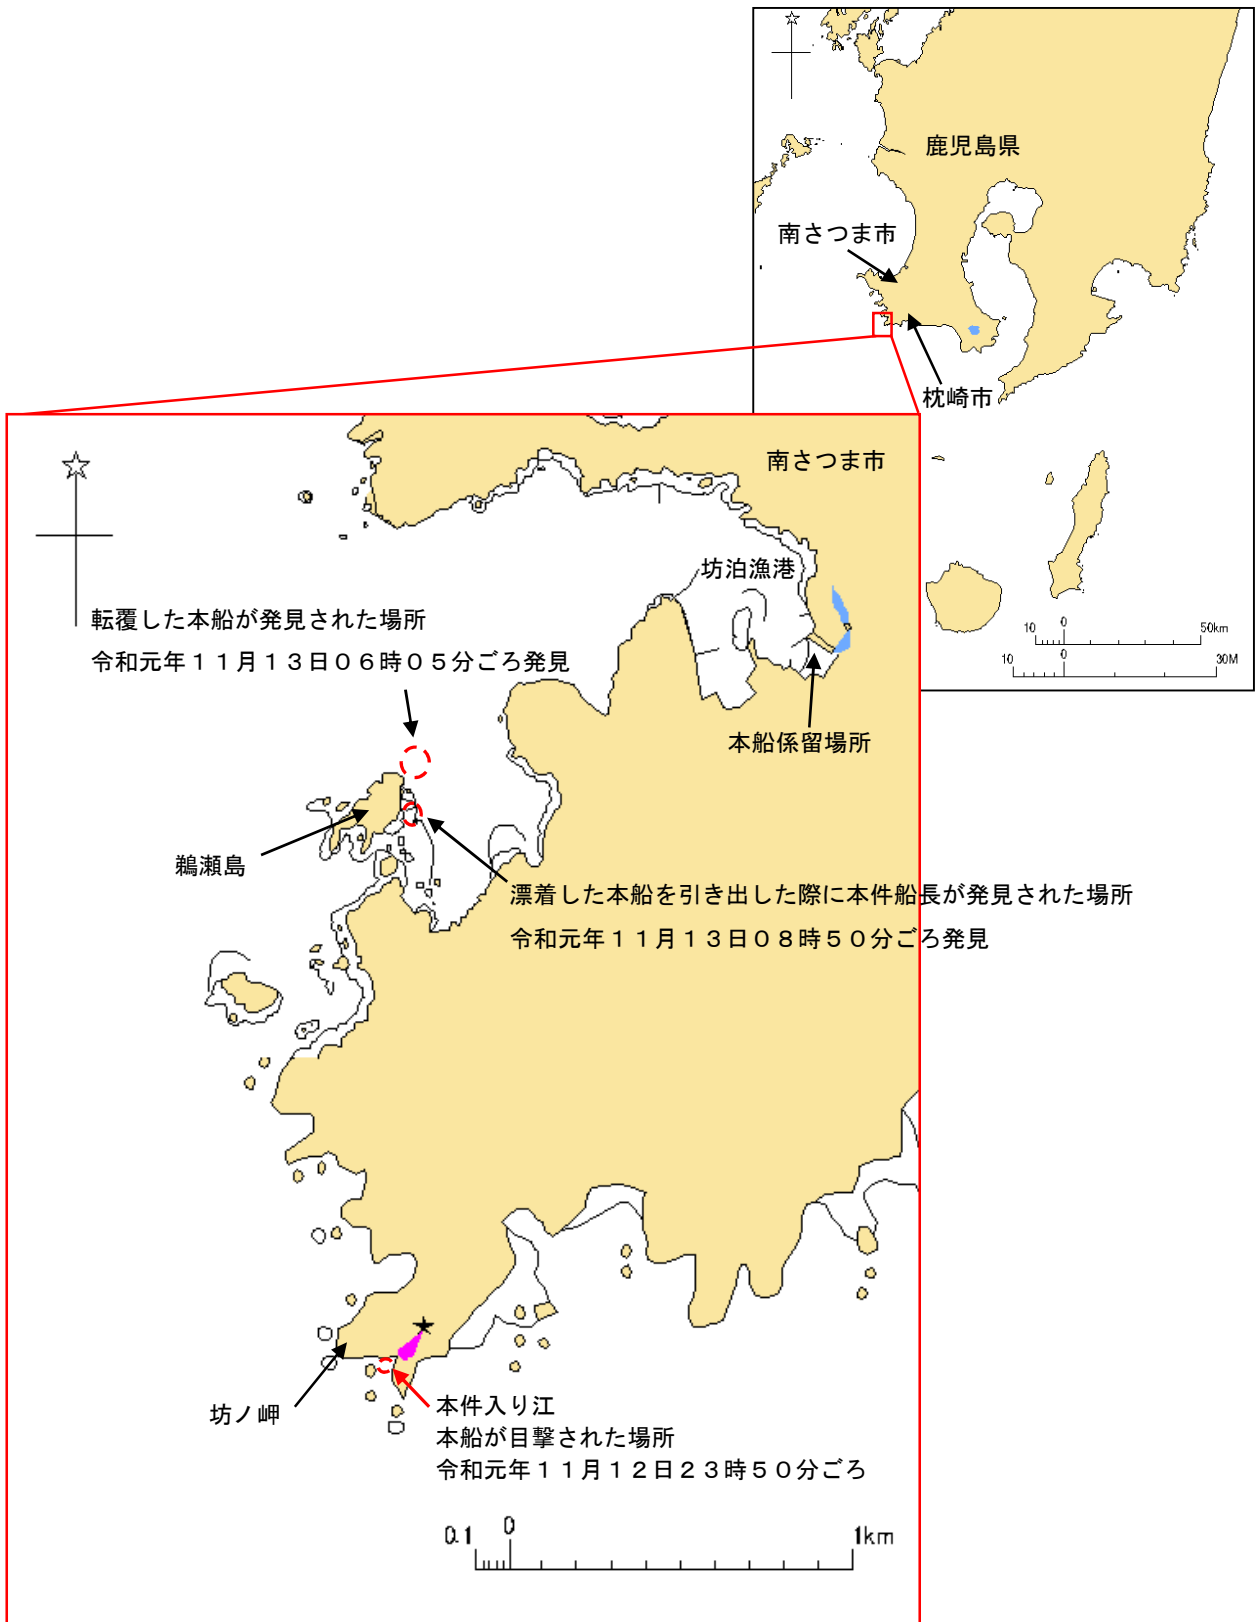 鹿児島県
南さつま市
枕崎市
10 0 50km
10 0 30M
南さつま市
坊泊漁港
転覆した本船が発見された場所
令和元年１１月１３日０６時０５分ごろ発見
本船係留場所
鵜瀬島
漂着した本船を引き出した際に本件船長が発見された場所
令和元年１１月１３日０８時５０分ごろ発見
坊ノ岬
本件入り江
本船が目撃された場所
令和元年１１月１２日２３時５０分ごろ
0.1 0 1km